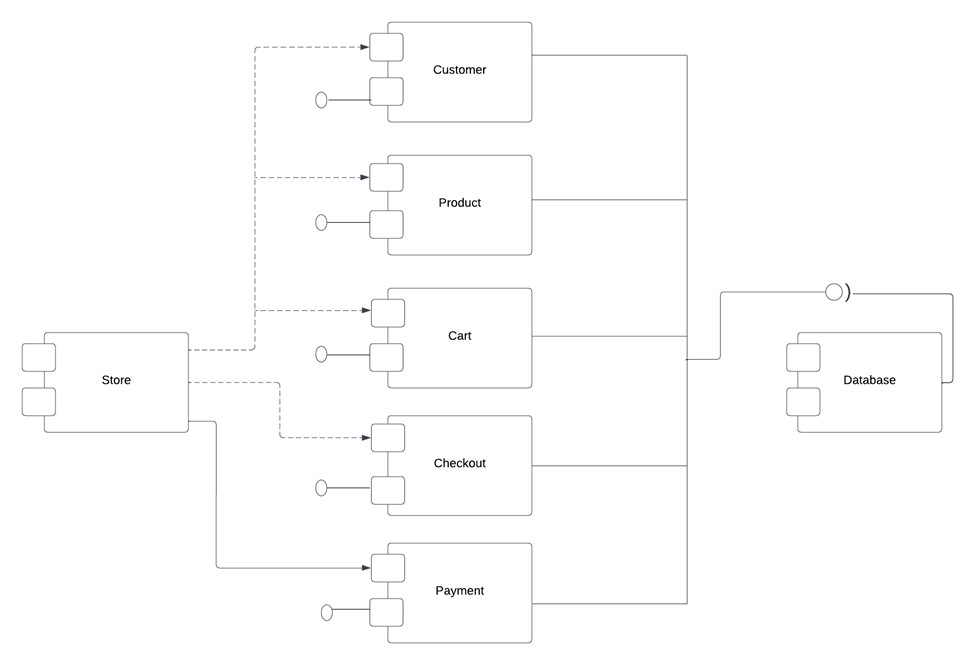 Customer
Product
Cart
Store
Database
Checkout
Payment